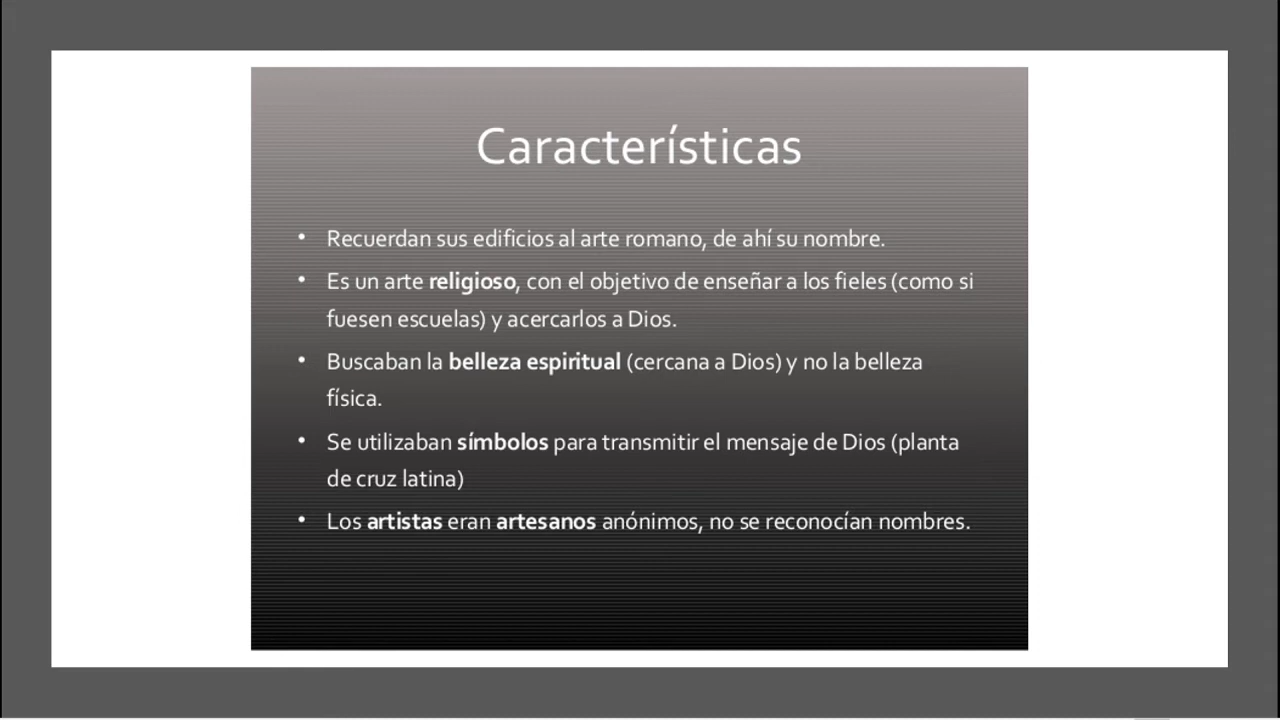 Características
• Recuerdan sus edificios al arte romano, de ahí su nombre.
• Es un arte religioso, con el objetivo de enseñar a los fieles (como si
fuesen escuelas) y acercarlos a Dios.
• Buscaban la belleza espiritual (cercana a Dios) y no la belleza
física.
• Se utilizaban símbolos para transmitir el mensaje de Dios (planta
de cruz latina)
• Los artistas eran artesanos anónimos, no se reconocían nombres.